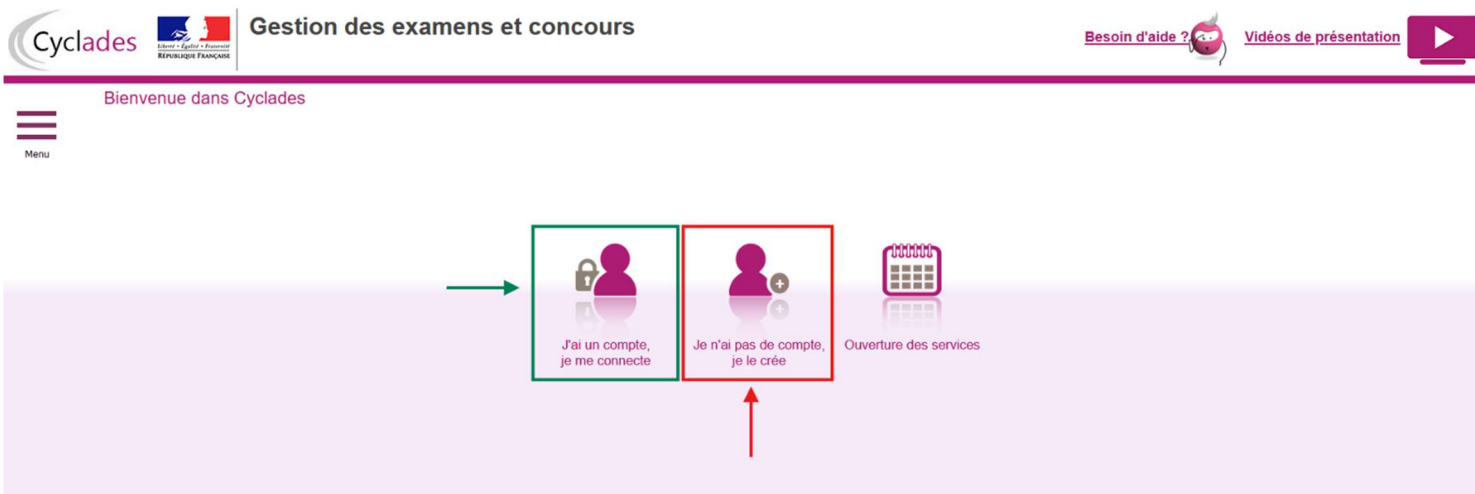 Cyclades
Liberté • Égalité • Fraternité
RÉPUBLIQUE FRANÇAISE
Gestion des examens et concours
Besoin d'aide ?
Vidéos de présentation
Bienvenue dans Cyclades
Menu
J'ai un compte,
je me connecte
Je n'ai pas de compte,
je le crée
Ouverture des services